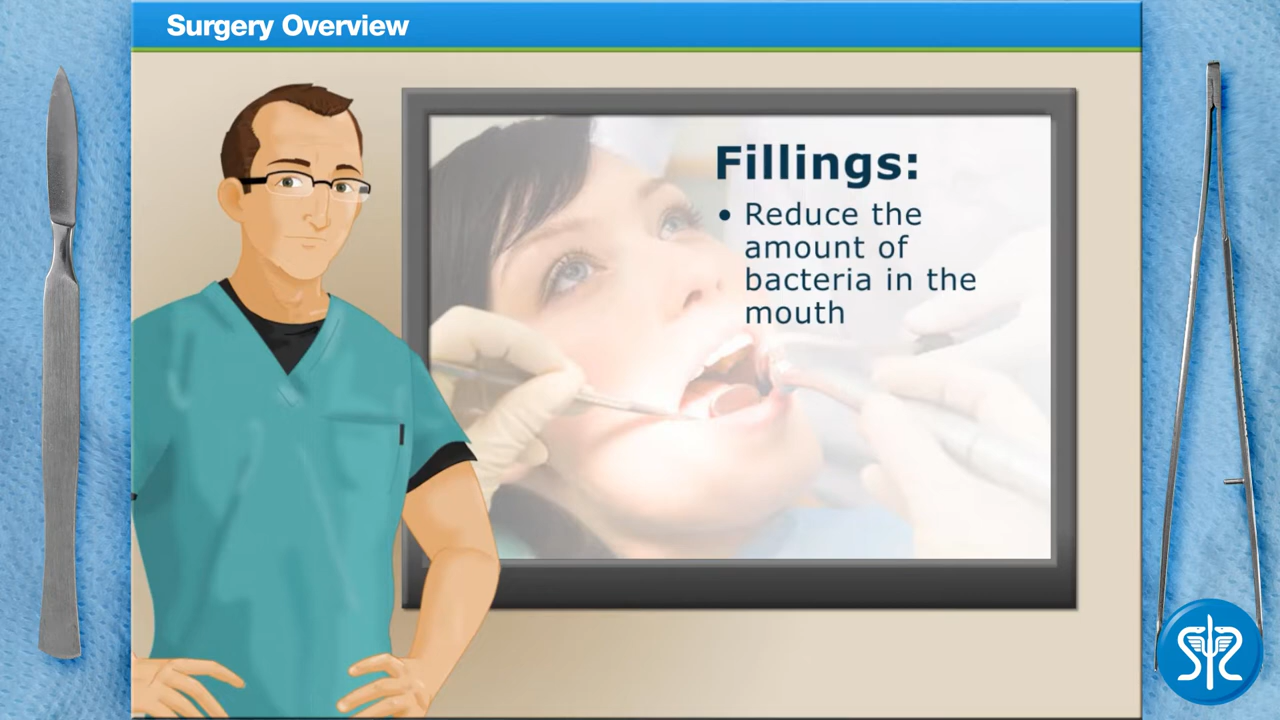 Surgery Overview
Fillings:
• Reduce the
amount of
bacteria in the
mouth